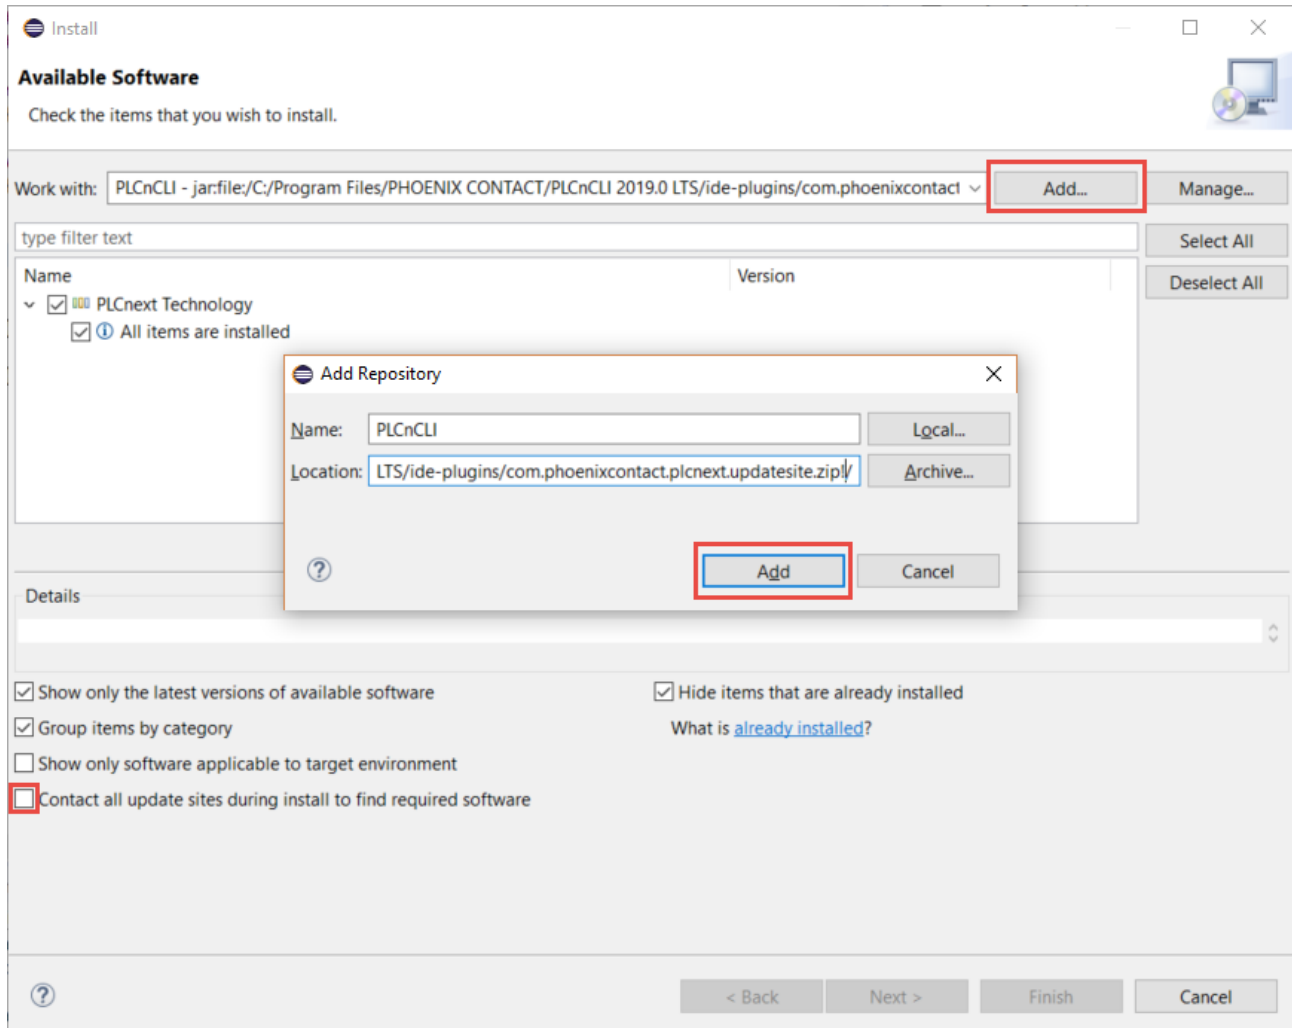 Install
Available Software
Check the items that you wish to install.
Work with: PLCnCLI - jar:file:/C:/Program Files/PHOENIX CONTACT/PLCnCLI 2019.0 LTS/ide-plugins/com.phoenixcontact Add... Manage...
type filter text Select All
Name Version Deselect All
PLCnext Technology
All items are installed
Add Repository
Name: PLCnCLI Local...
Location: LTS/ide-plugins/com.phoenixcontact.plcnext.updatesite.zip!/ Archive...
Add Cancel
Details
Show only the latest versions of available software Hide items that are already installed
Group items by category What is already installed?
Show only software applicable to target environment
Contact all update sites during install to find required software
< Back Next > Finish Cancel